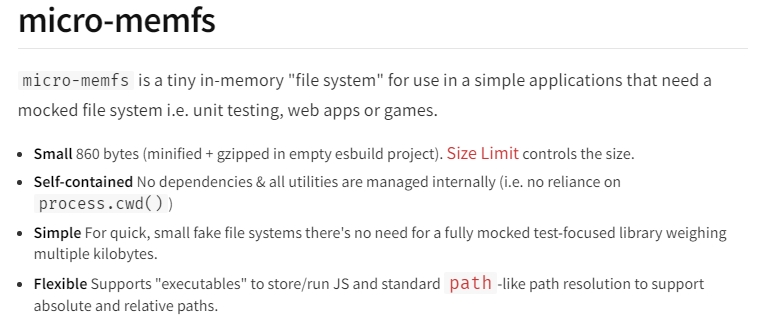 micro-memfs
micro-memfs is a tiny in-memory "file system" for use in a simple applications that need a
mocked file system i.e. unit testing, web apps or games.
Small 860 bytes (minified + gzipped in empty esbuild project). Size Limit controls the size.
Self-contained No dependencies & all utilities are managed internally (i.e. no reliance on
process.cwd())
Simple For quick, small fake file systems there's no need for a fully mocked test-focused library weighing
multiple kilobytes.
Flexible Supports "executables" to store/run JS and standard path-like path resolution to support
absolute and relative paths.